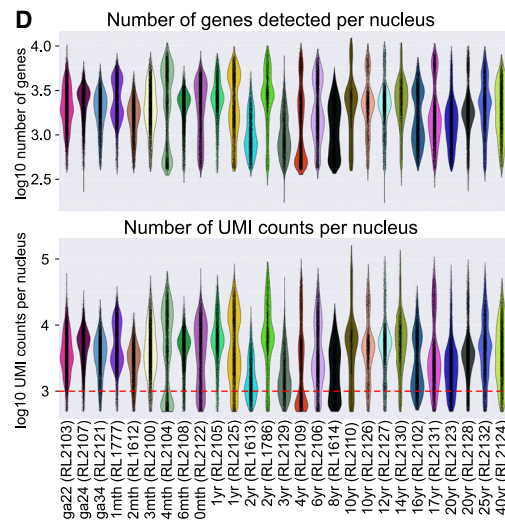 D
Number of genes detected per nucleus
log10 number of genes
4.0
3.5
3.0
2.5
Number of UMI counts per nucleus
log10 UMI counts per nucleus
5
4
3
ga22 (RL2103)
ga24 (RL2107)
ga34 (RL2121)
1mth (RL1777)
2mth (RL1612)
3mth (RL2100)
4mth (RL2104)
6mth (RL2108)
0mth (RL2122)
1yr (RL2105)
1yr (RL2125)
2yr (RL1613)
2yr (RL1786)
3yr (RL2129)
4yr (RL2109)
6yr (RL2106)
8yr (RL1614)
10yr (RL2110)
10yr (RL2126)
12yr (RL2127)
14yr (RL2130)
16yr (RL2102)
17yr (RL2131)
20yr (RL2123)
20yr (RL2128)
25yr (RL2132)
40yr (RL2124)